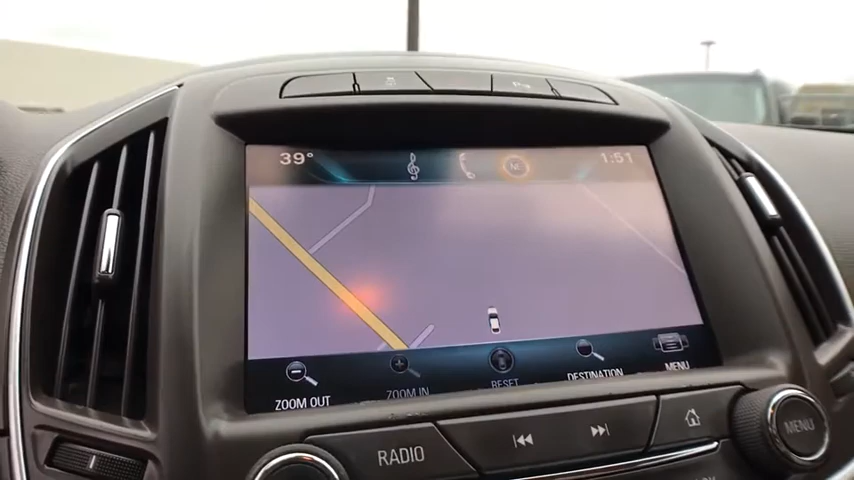 39° 1:51
ZOOM OUT ZOOM IN RESET DESTINATION MENU
RADIO MENU